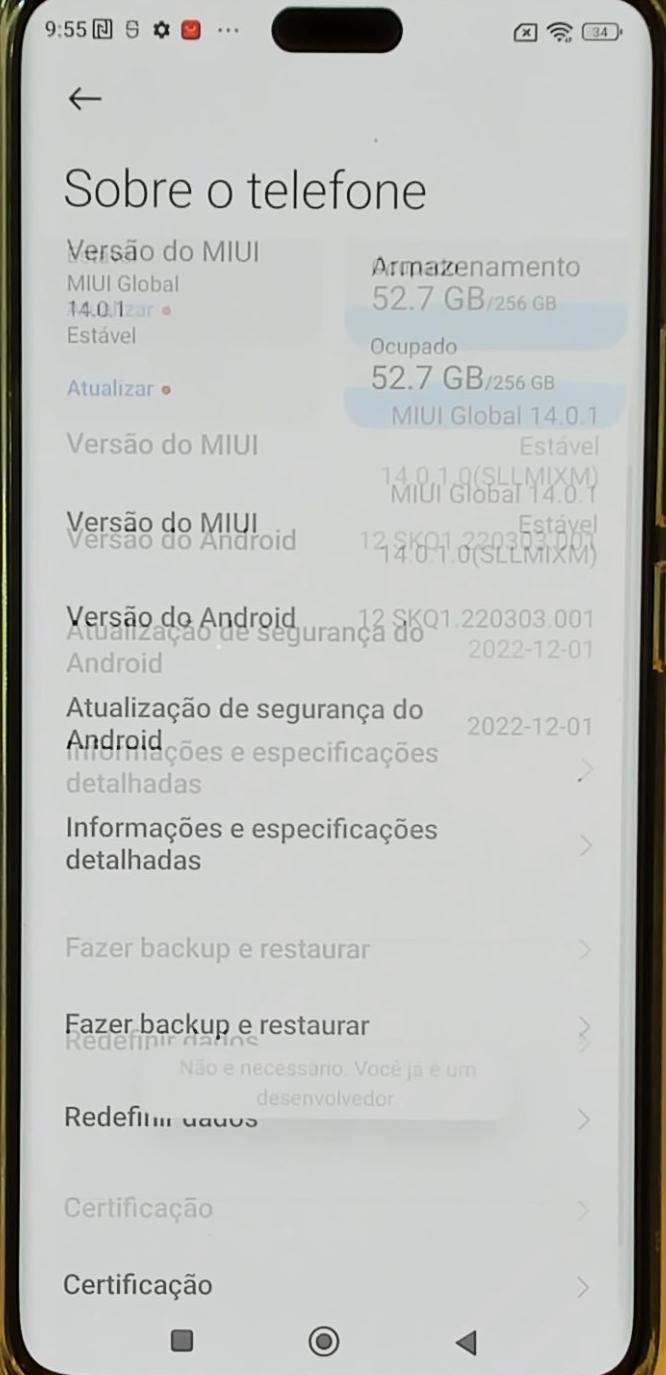 9:55
34
Sobre o telefone
Versão do MIUI
MIUI Global
14.0.1
Estável
Atualizar
Atualizar
Armazenamento
52.7 GB/256 GB
Ocupado
52.7 GB/256 GB
Versão do MIUI
MIUI Global 14.0.1
Estável
14.0.1.0(SLLMIXM)
Versão do MIUI
MIUI Global 14.0.1
Estável
14.0.1.0(SLLMIXM)
Versão do Android
12 SKQ1.220303.001
Versão do Android
12 SKQ1.220303.001
Atualização de segurança do
Android
2022-12-01
Atualização de segurança do
Android
2022-12-01
Informações e especificações
detalhadas
Informações e especificações
detalhadas
Fazer backup e restaurar
Fazer backup e restaurar
Redefinir dados
Não é necessário. Você já é um
desenvolvedor.
Redefinir dados
Certificação
Certificação